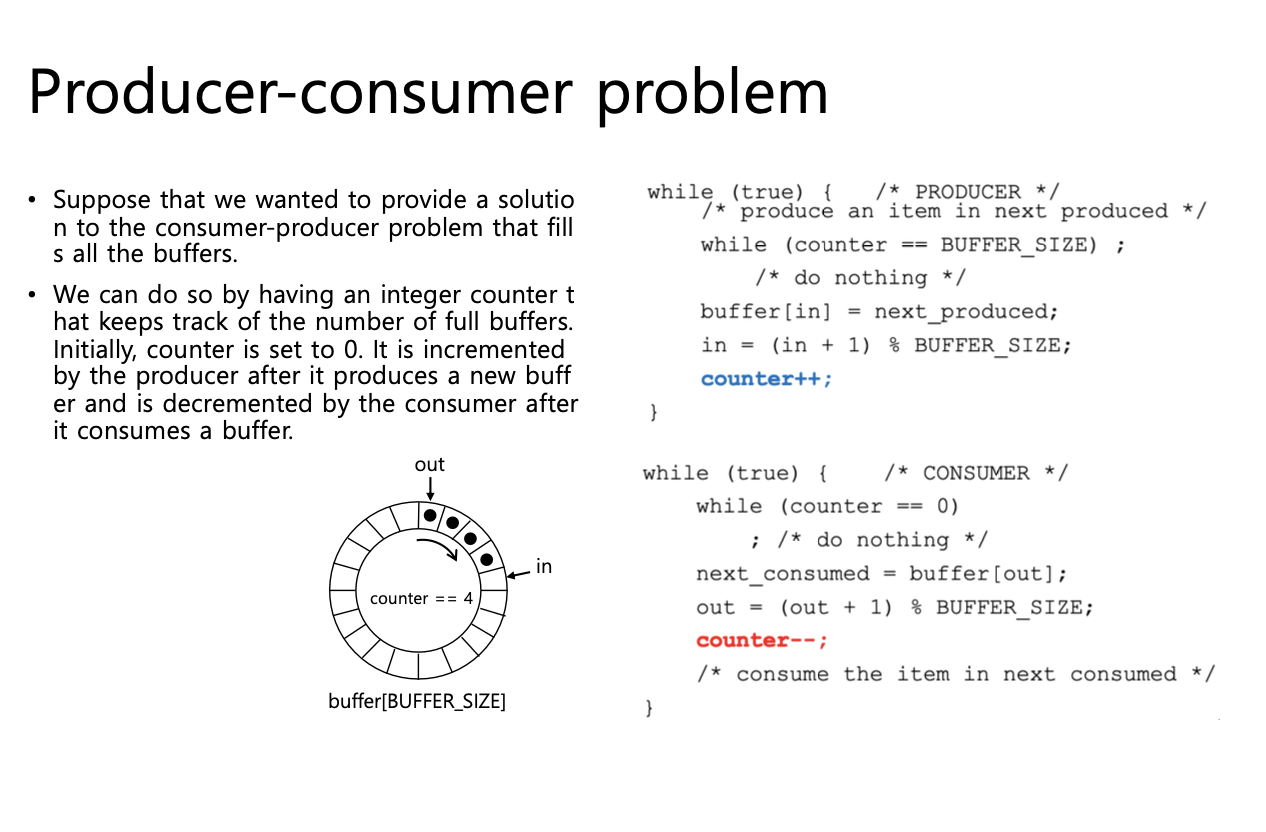 Producer-consumer problem
• Suppose that we wanted to provide a solutio
n to the consumer-producer problem that fill
s all the buffers.
• We can do so by having an integer counter t
hat keeps track of the number of full buffers.
Initially, counter is set to 0. It is incremented
by the producer after it produces a new buff
er and is decremented by the consumer after
it consumes a buffer.
out
in
counter == 4
buffer[BUFFER_SIZE]
while (true) { /* PRODUCER */
/* produce an item in next produced */
while (counter == BUFFER_SIZE) ;
/* do nothing */
buffer[in] = next_produced;
in = (in + 1) % BUFFER_SIZE;
counter++;
}
while (true) { /* CONSUMER */
while (counter == 0)
; /* do nothing */
next_consumed = buffer[out];
out = (out + 1) % BUFFER_SIZE;
counter--;
/* consume the item in next consumed */
}